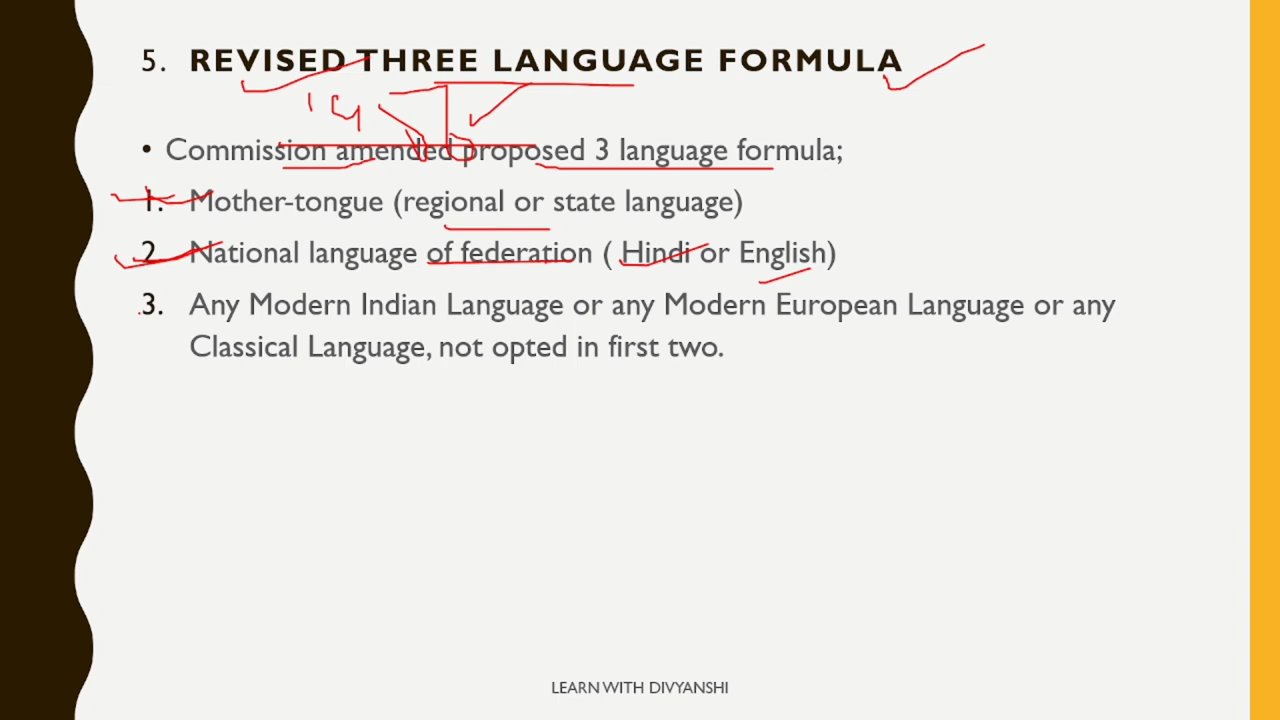 5. REVISED THREE LANGUAGE FORMULA
• Commission amended proposed 3 language formula;
1. Mother-tongue (regional or state language)
2. National language of federation ( Hindi or English)
3. Any Modern Indian Language or any Modern European Language or any
Classical Language, not opted in first two.
LEARN WITH DIVYANSHI